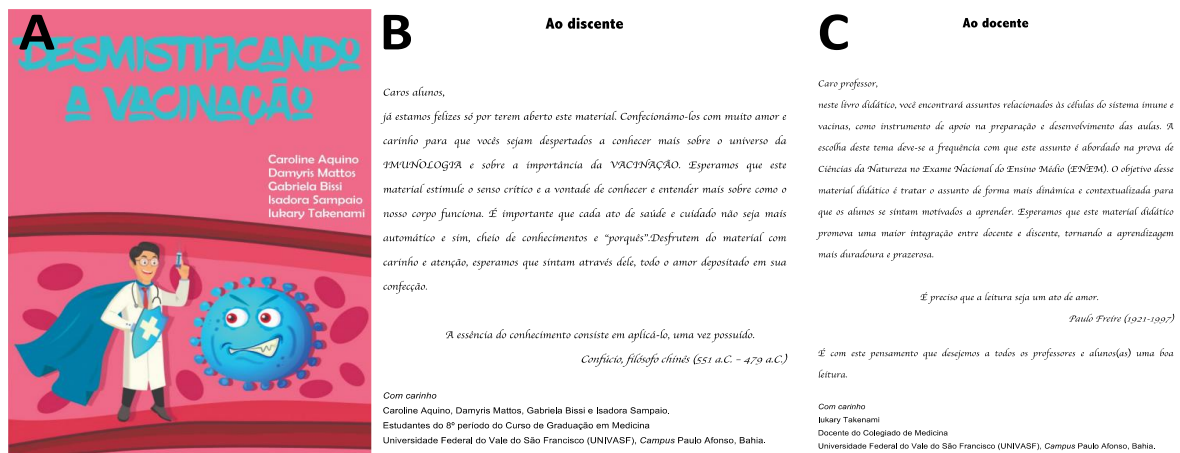 A
DESMISTIFICANDO
A VACINAÇÃO
Caroline Aquino
Damyris Mattos
Gabriela Bissi
Isadora Sampaio
Iukary Takenami
B
Ao discente
Caros alunos,
já estamos felizes só por terem aberto este material. Confecionámo-los com muito amor e
carinho para que vocês sejam despertados a conhecer mais sobre o universo da
IMUNOLOGIA e sobre a importância da VACINAÇÃO. Esperamos que este
material estimule o senso crítico e a vontade de conhecer e entender mais sobre como o
nosso corpo funciona. É importante que cada ato de saúde e cuidado não seja mais
automático e sim, cheio de conhecimentos e “porquês”.Desfrutem do material com
carinho e atenção, esperamos que sintam através dele, todo o amor depositado em sua
confecção.
A essência do conhecimento consiste em aplicá-lo, uma vez possuído.
Confúcio, filósofo chinês (551 a.C. – 479 a.C.)
Com carinho
Caroline Aquino, Damyris Mattos, Gabriela Bissi e Isadora Sampaio.
Estudantes do 8º período do Curso de Graduação em Medicina
Universidade Federal do Vale do São Francisco (UNIVASF), Campus Paulo Afonso, Bahia.
C
Ao docente
Caro professor,
neste livro didático, você encontrará assuntos relacionados às células do sistema imune e
vacinas, como instrumento de apoio na preparação e desenvolvimento das aulas. A
escolha deste tema deve-se a frequência com que este assunto é abordado na prova de
Ciências da Natureza no Exame Nacional do Ensino Médio (ENEM). O objetivo desse
material didático é tratar o assunto de forma mais dinâmica e contextualizada para
que os alunos se sintam motivados a aprender. Esperamos que este material didático
promova uma maior integração entre docente e discente, tornando a aprendizagem
mais duradoura e prazerosa.
É preciso que a leitura seja um ato de amor.
Paulo Freire (1921-1997)
É com este pensamento que desejemos a todos os professores e alunos(as) uma boa
leitura.
Com carinho
Iukary Takenami
Docente do Colegiado de Medicina
Universidade Federal do Vale do São Francisco (UNIVASF), Campus Paulo Afonso, Bahia.